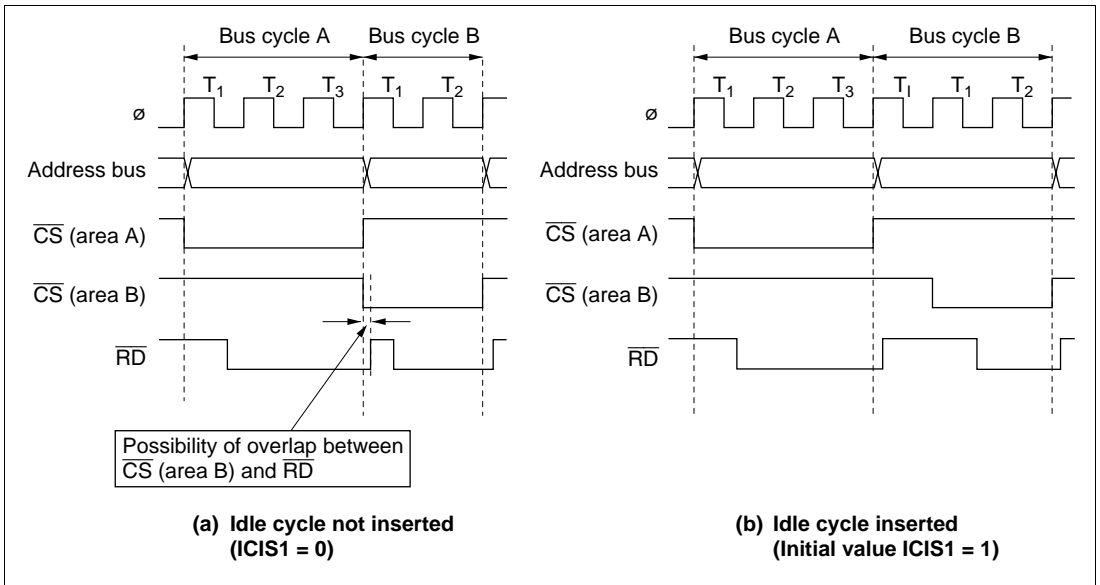 Bus cycle A Bus cycle B
T1 T2 T3 T1 T2
ø
Address bus
CS (area A)
CS (area B)
RD
Possibility of overlap between
CS (area B) and RD
(a) Idle cycle not inserted
(ICIS1 = 0)
Bus cycle A Bus cycle B
T1 T2 T3 TI T1 T2
ø
Address bus
CS (area A)
CS (area B)
RD
(b) Idle cycle inserted
(Initial value ICIS1 = 1)